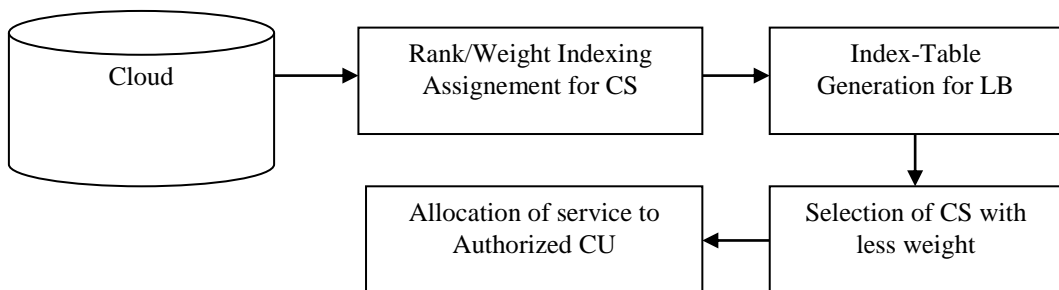 Cloud
Rank/Weight Indexing
Assignement for CS
Index-Table
Generation for LB
Selection of CS with
less weight
Allocation of service to
Authorized CU